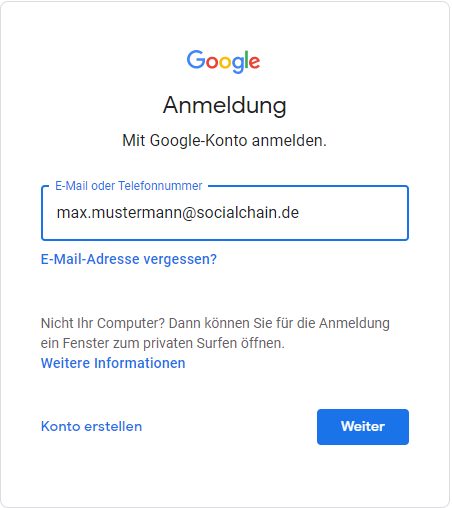 Google
Anmeldung
Mit Google-Konto anmelden.
E-Mail oder Telefonnummer
max.mustermann@socialchain.de
E-Mail-Adresse vergessen?
Nicht Ihr Computer? Dann können Sie für die Anmeldung
ein Fenster zum privaten Surfen öffnen.
Weitere Informationen
Konto erstellen
Weiter